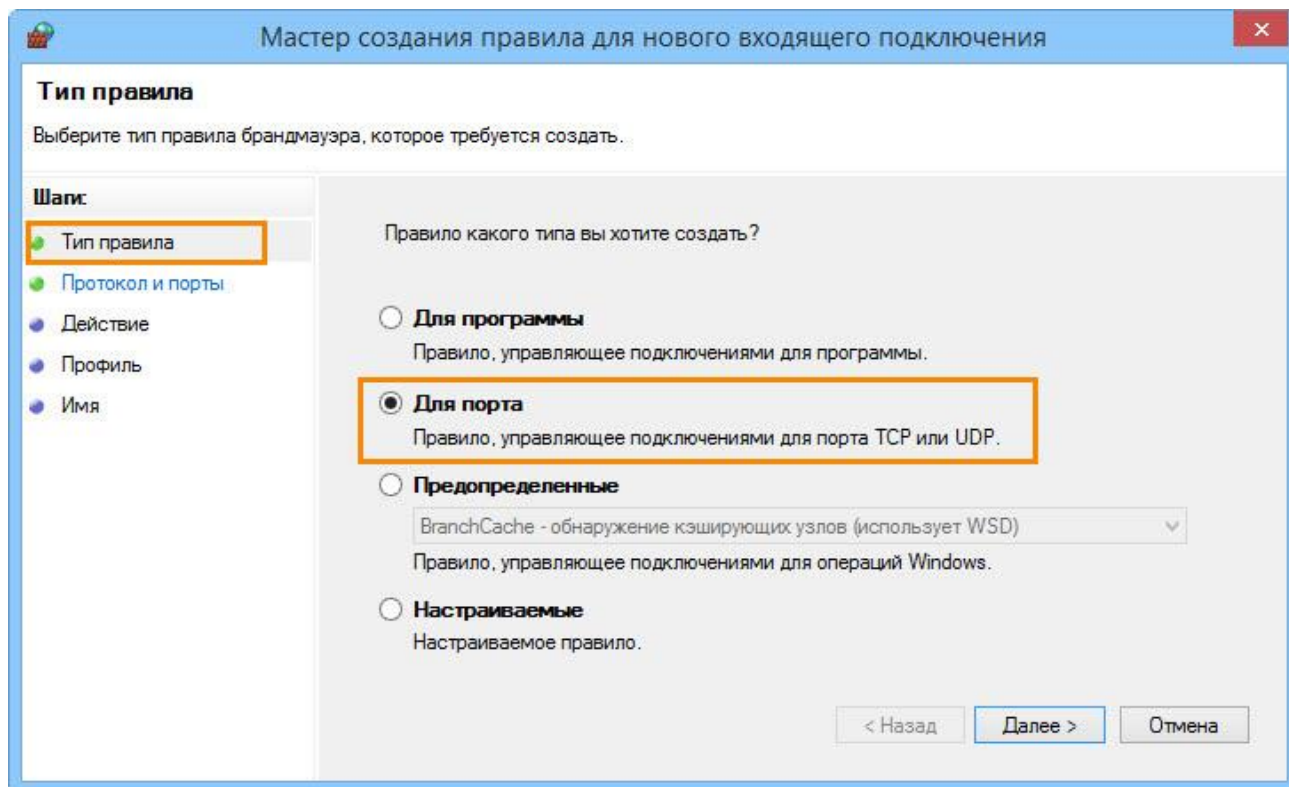 Мастер создания правила для нового входящего подключения
Тип правила
Выберите тип правила брандмауэра, которое требуется создать.
Шаги:
Тип правила
Протокол и порты
Действие
Профиль
Имя
Правило какого типа вы хотите создать?
Для программы
Правило, управляющее подключениями для программы.
Для порта
Правило, управляющее подключениями для порта TCP или UDP.
Предопределенные
BranchCache - обнаружение кэширующих узлов (использует WSD)
Правило, управляющее подключениями для операций Windows.
Настраиваемые
Настраиваемое правило.
< Назад
Далее >
Отмена